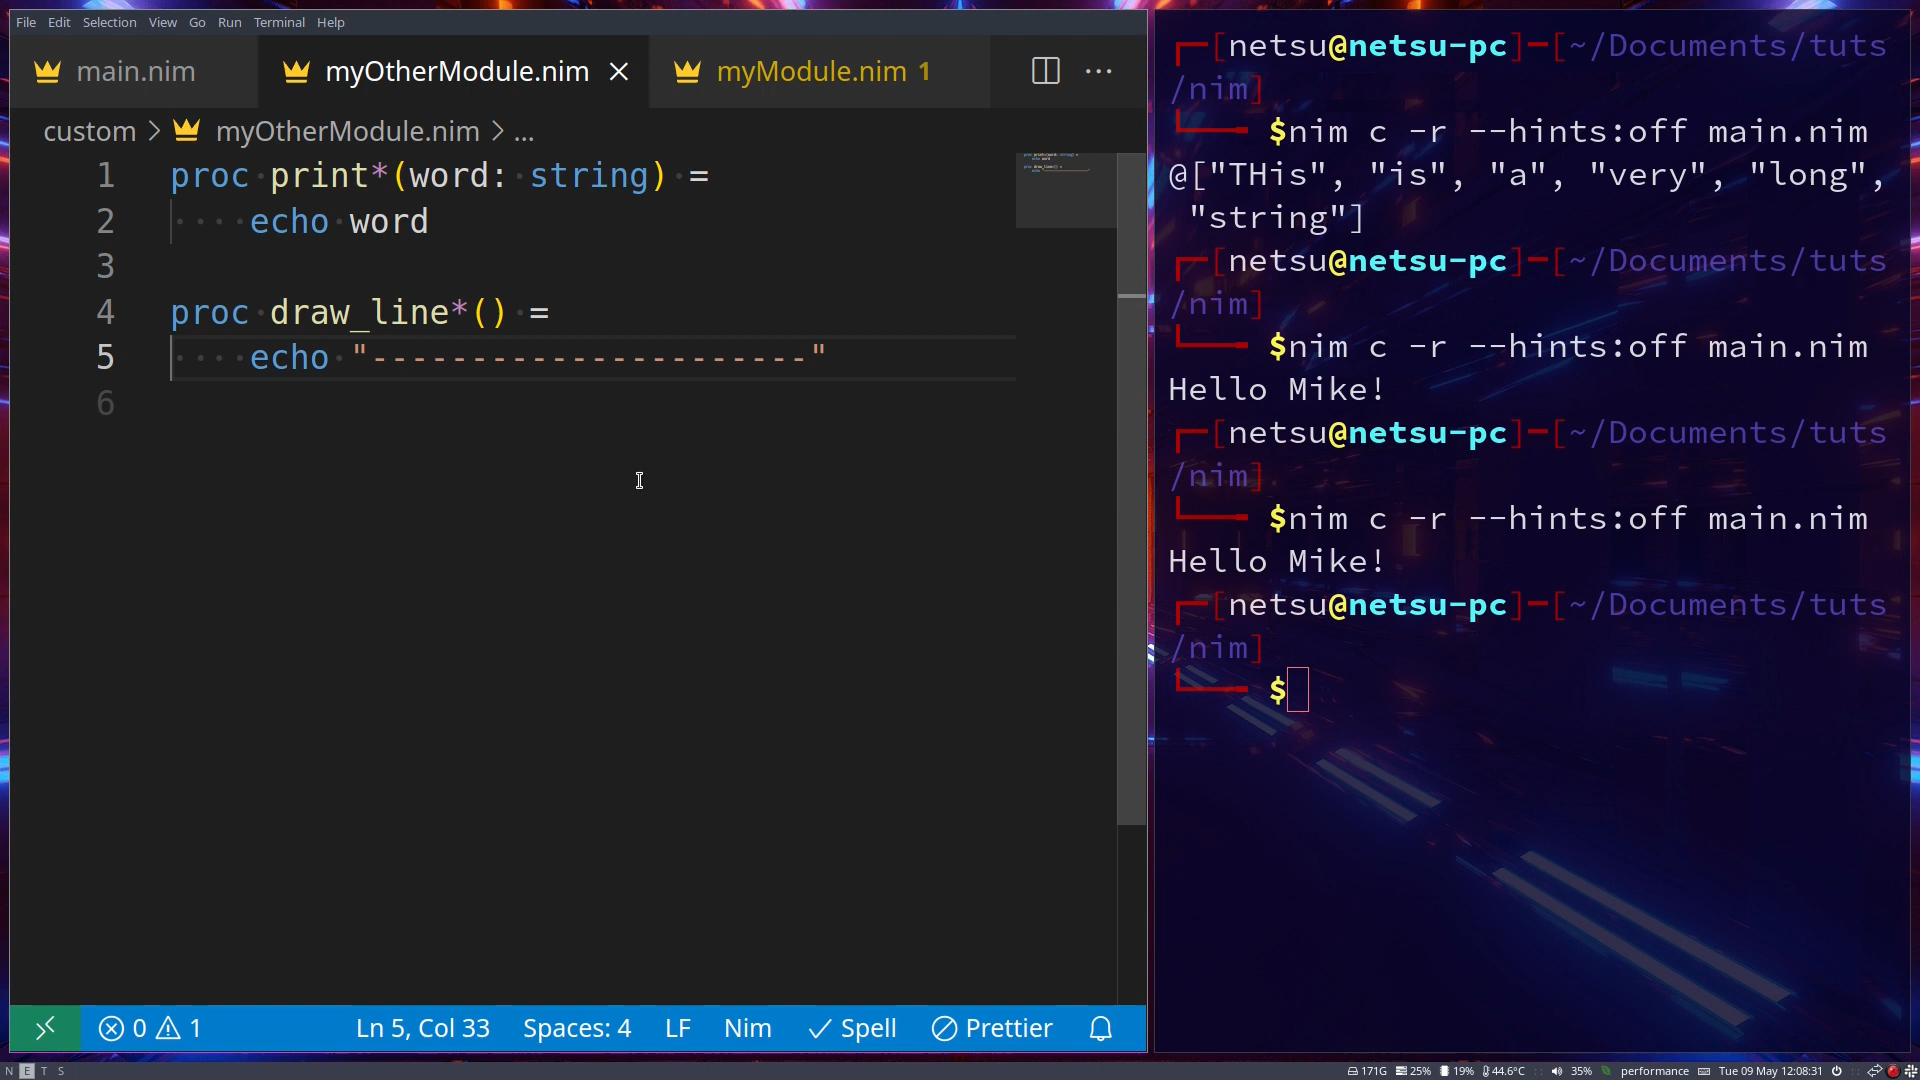 File Edit Selection View Go Run Terminal Help
main.nim myOtherModule.nim myModule.nim 1
custom > myOtherModule.nim > ...
1 proc print*(word: string) =
2 echo word
3
4 proc draw_line*() =
5 echo "----------------------"
6
0 1 Ln 5, Col 33 Spaces: 4 LF Nim Spell Prettier
[netsu@netsu-pc]-[~/Documents/tuts
/nim]
$nim c -r --hints:off main.nim
@["THis", "is", "a", "very", "long",
"string"]
[netsu@netsu-pc]-[~/Documents/tuts
/nim]
$nim c -r --hints:off main.nim
Hello Mike!
[netsu@netsu-pc]-[~/Documents/tuts
/nim]
$nim c -r --hints:off main.nim
Hello Mike!
[netsu@netsu-pc]-[~/Documents/tuts
/nim]
$
N E T S 171G 25% 19% 44.6°C 35% performance Tue 09 May 12:08:31